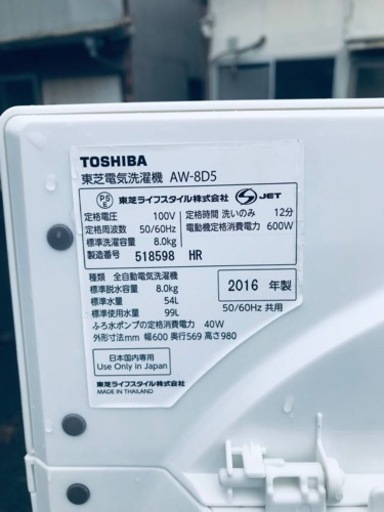 TOSHIBA
東芝電気洗濯機 AW-8D5
PS E 東芝ライフスタイル株式会社 S JET
定格電圧 100V 定格時間 洗いのみ 12分
定格周波数 50/60Hz 電動機定格消費電力 600W
標準洗濯容量 8.0kg
製造番号 518598 HR
種類 全自動電気洗濯機
標準脱水容量 8.0kg 2016 年製
標準水量 54L
標準使用水量 99L 50/60Hz 共用
ふろ水ポンプの定格消費電力 40W
外形寸法mm 幅600 奥行569 高さ980
日本国内専用
Use Only in Japan
東芝ライフスタイル株式会社
MADE IN THAILAND